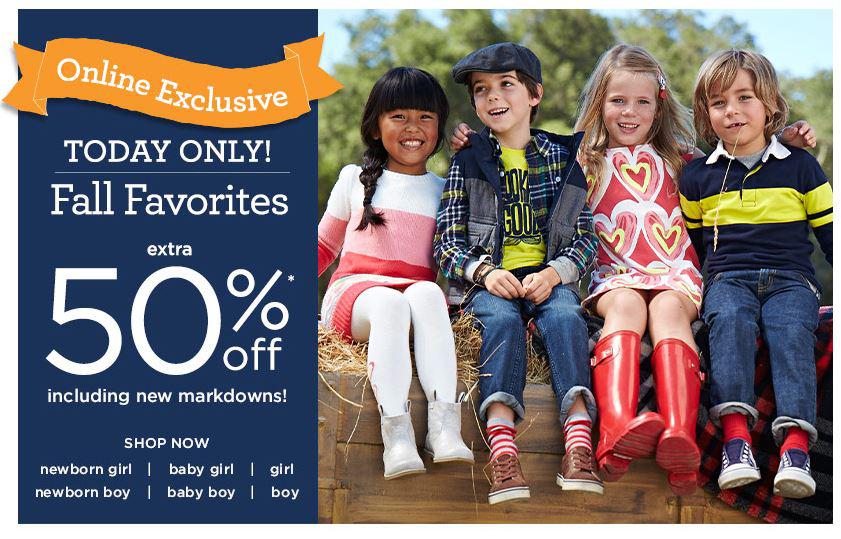 Online Exclusive
TODAY ONLY!
Fall Favorites
extra
50%*
off
including new markdowns!
SHOP NOW
newborn girl | baby girl | girl
newborn boy | baby boy | boy